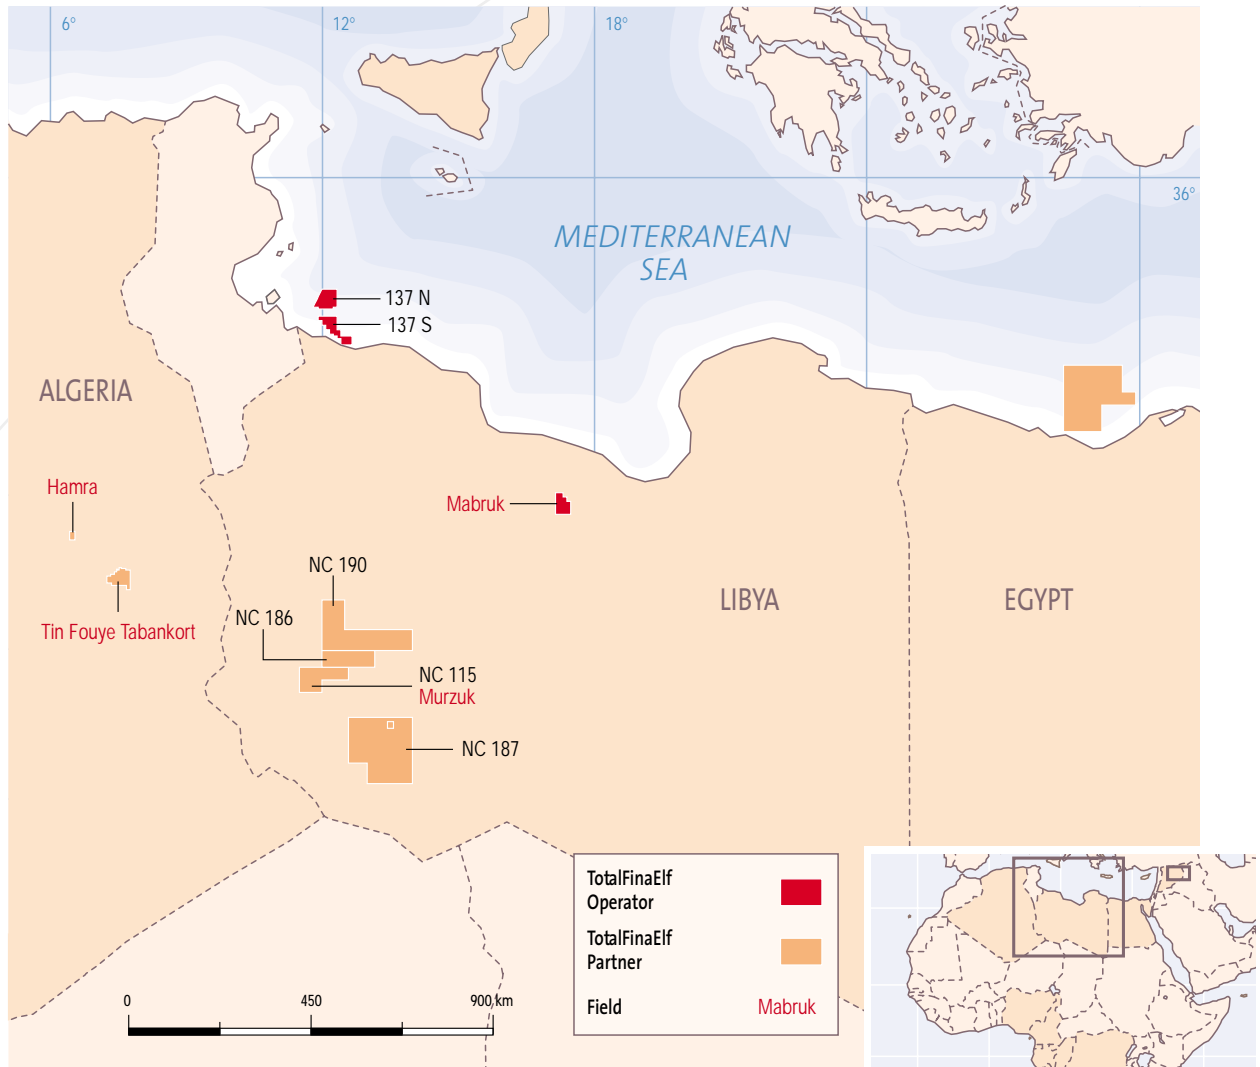 6°
12°
18°
36°
MEDITERRANEAN
SEA
137 N
137 S
ALGERIA
Hamra
Mabruk
NC 190
Tin Fouye Tabankort
NC 186
LIBYA
EGYPT
NC 115
Murzuk
NC 187
TotalFinaElf
Operator
TotalFinaElf
Partner
Field
Mabruk
0
450
900 km